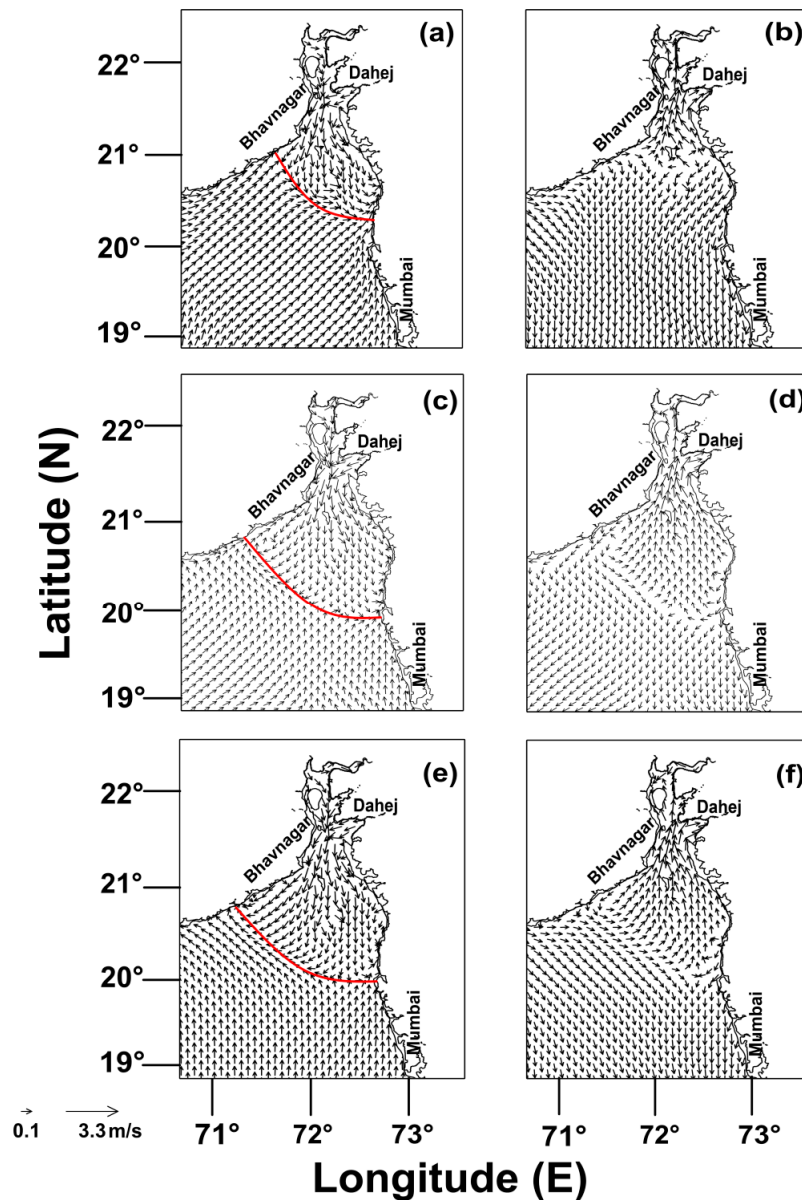 (a)
22°
Dahej
Bhavnagar
21°
20°
Mumbai
19°
(b)
Dahej
Bhavnagar
Mumbai
(c)
22°
Dahej
Bhavnagar
21°
20°
Mumbai
19°
(d)
Dahej
Bhavnagar
Mumbai
Latitude (N)
(e)
22°
Dahej
Bhavnagar
21°
20°
Mumbai
19°
(f)
Dahej
Bhavnagar
Mumbai
0.1 3.3 m/s
71° 72° 73° 71° 72° 73°
Longitude (E)